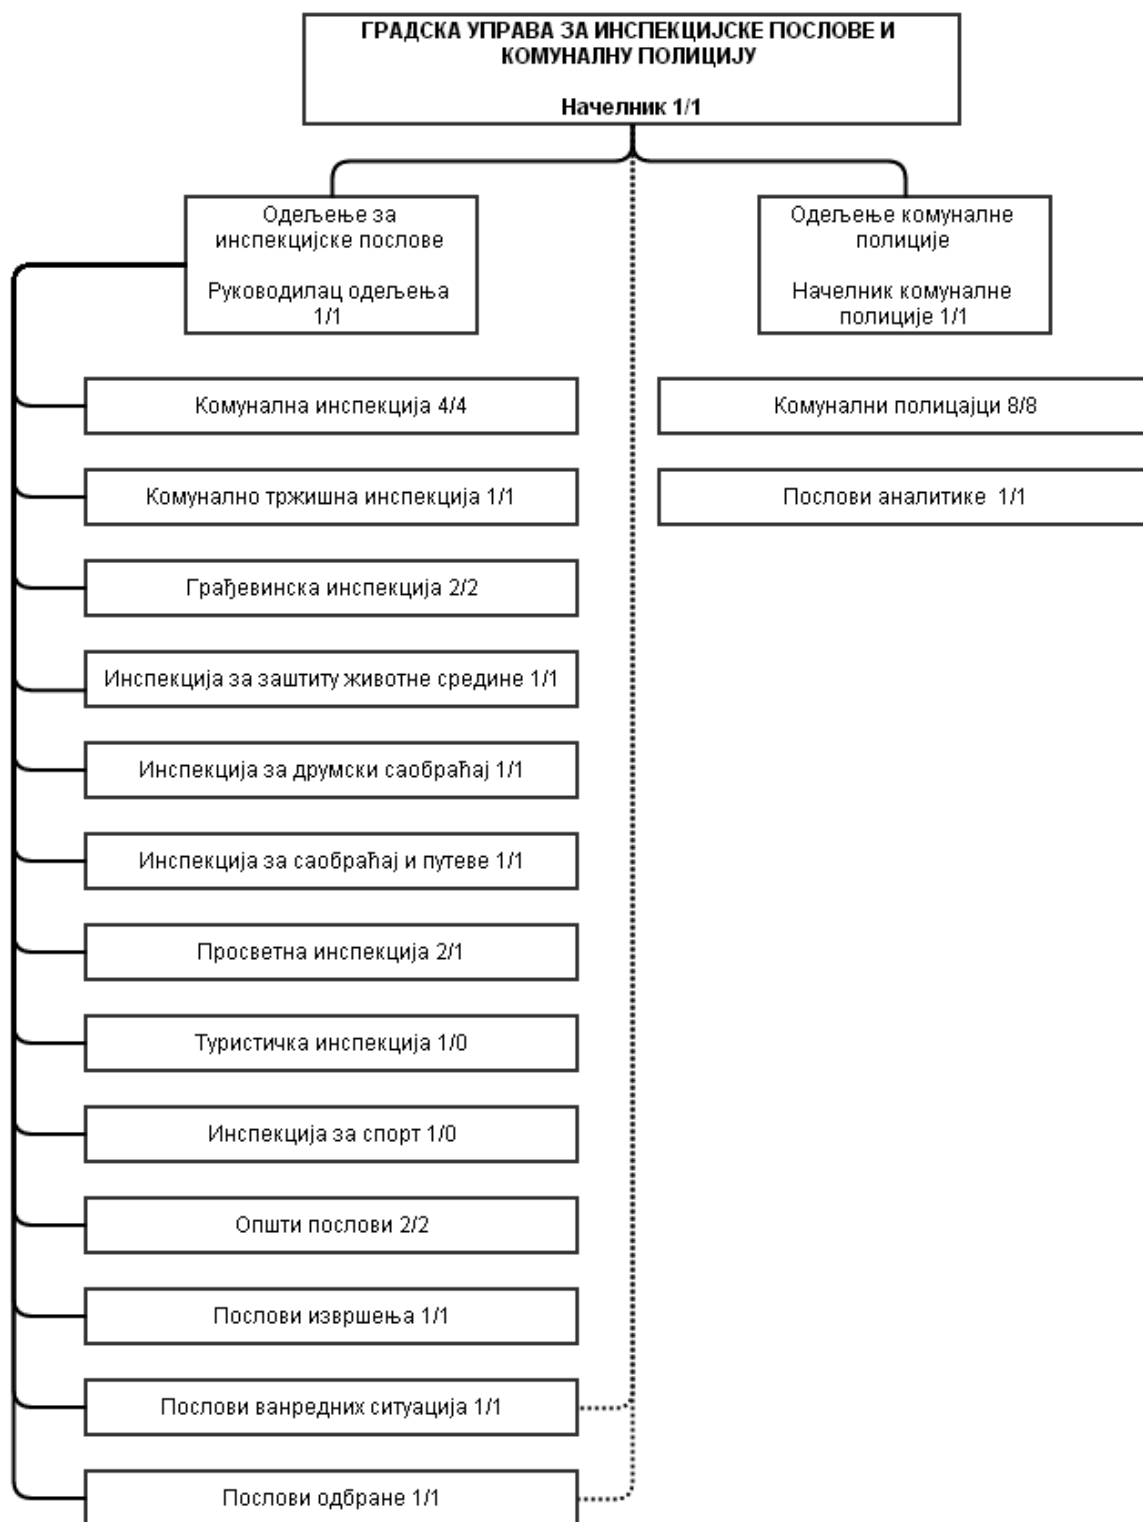 ГРАДСКА УПРАВА ЗА ИНСПЕКЦИЈСКЕ ПОСЛОВЕ И
КОМУНАЛНУ ПОЛИЦИЈУ
Начелник 1/1
Одељење за
инспекцијске послове
Руководилац одељења
1/1
Одељење комуналне
полиције
Начелник комуналне
полиције 1/1
Комунална инспекција 4/4
Комунални полицајци 8/8
Комунално тржишна инспекција 1/1
Послови аналитике 1/1
Грађевинска инспекција 2/2
Инспекција за заштиту животне средине 1/1
Инспекција за друмски саобраћај 1/1
Инспекција за саобраћај и путеве 1/1
Просветна инспекција 2/1
Туристичка инспекција 1/0
Инспекција за спорт 1/0
Општи послови 2/2
Послови извршења 1/1
Послови ванредних ситуација 1/1
Послови одбране 1/1